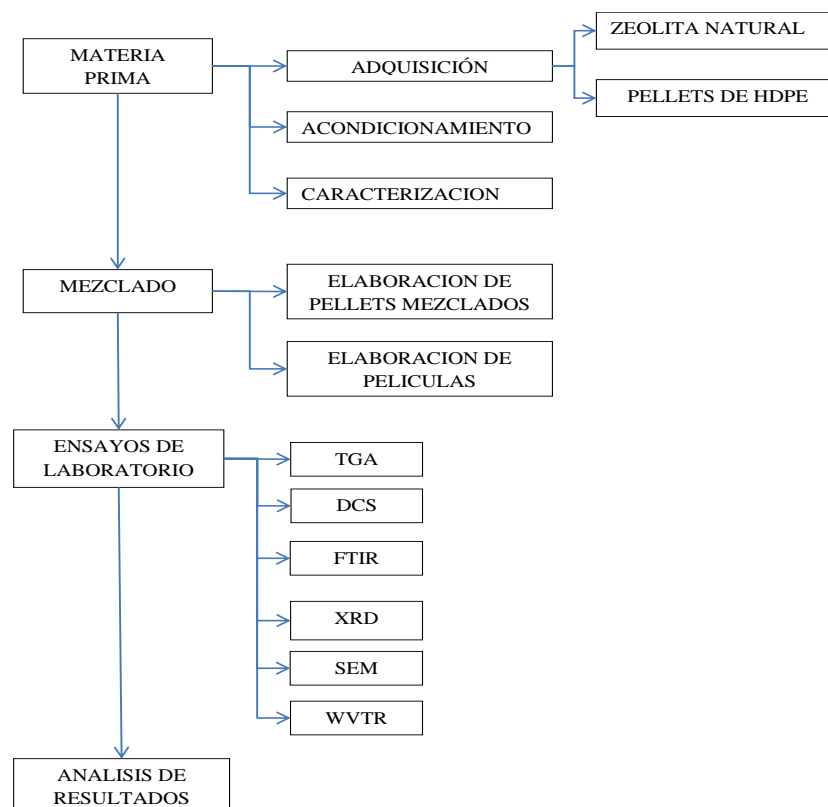 MATERIA
PRIMA
ADQUISICIÓN
ZEOLITA NATURAL
PELLETS DE HDPE
ACONDICIONAMIENTO
CARACTERIZACION
MEZCLADO
ELABORACION DE
PELLETS MEZCLADOS
ELABORACION DE
PELICULAS
ENSAYOS DE
LABORATORIO
TGA
DCS
FTIR
XRD
SEM
WVTR
ANALISIS DE
RESULTADOS